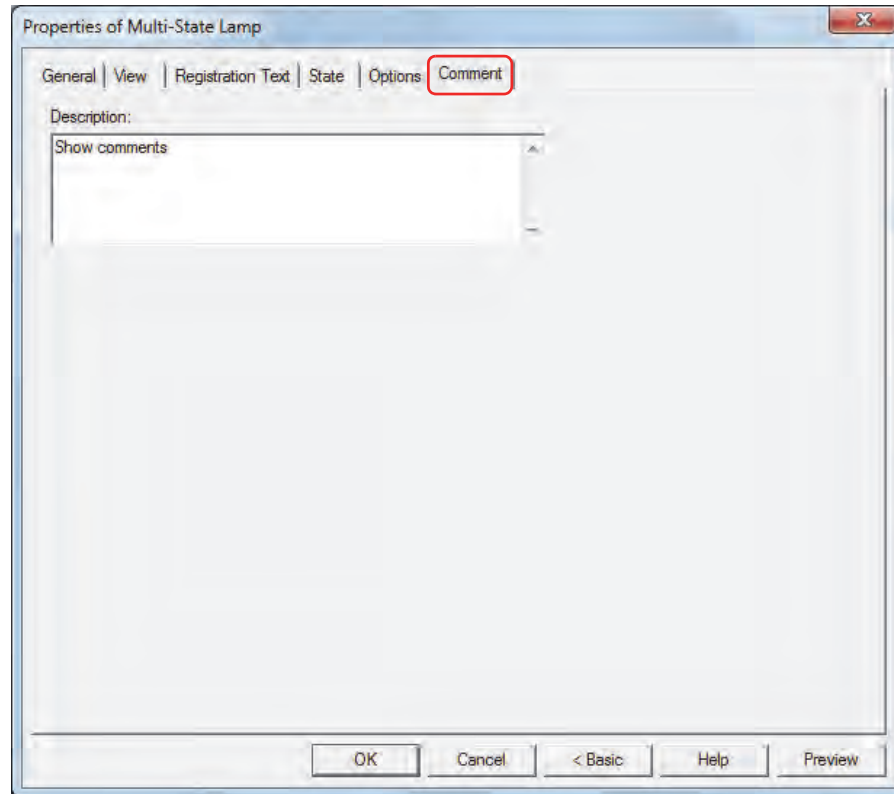 Properties of Multi-State Lamp
General View Registration Text State Options Comment
Description:
Show comments
OK Cancel < Basic Help Preview